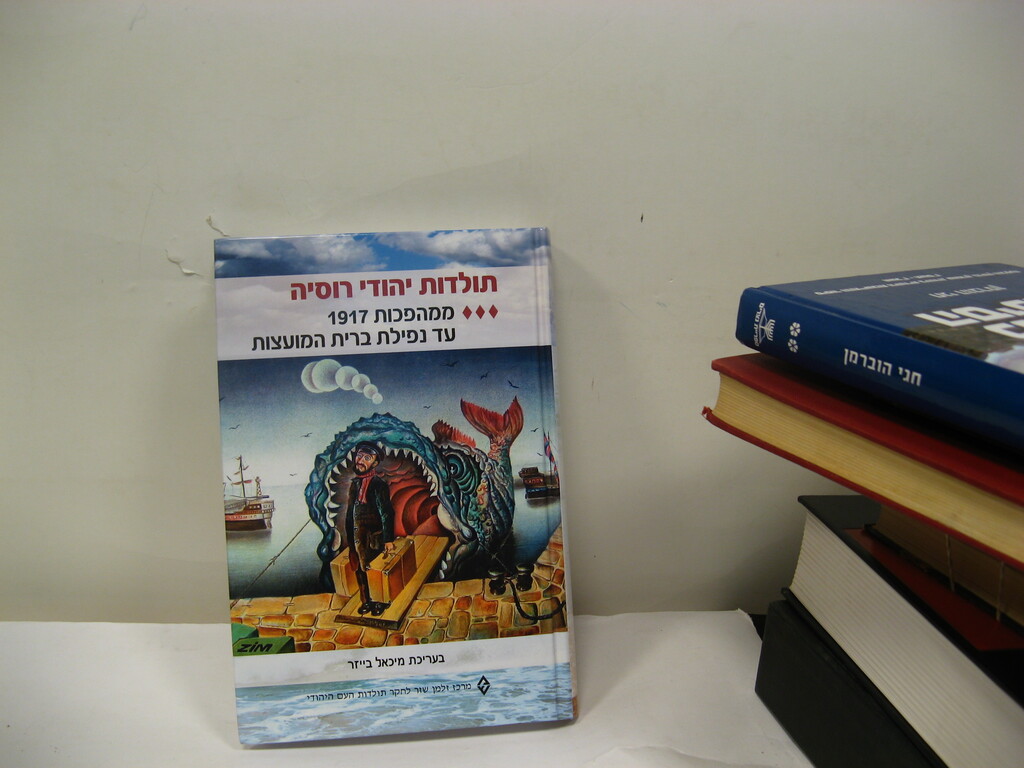 תולדות יהודי רוסיה
ממהפכות 1917
עד נפילת ברית המועצות
ZIM
בעריכת מיכאל בייזר
מרכז זלמן שזר לחקר תולדות העם היהודי
חגי הוברמן